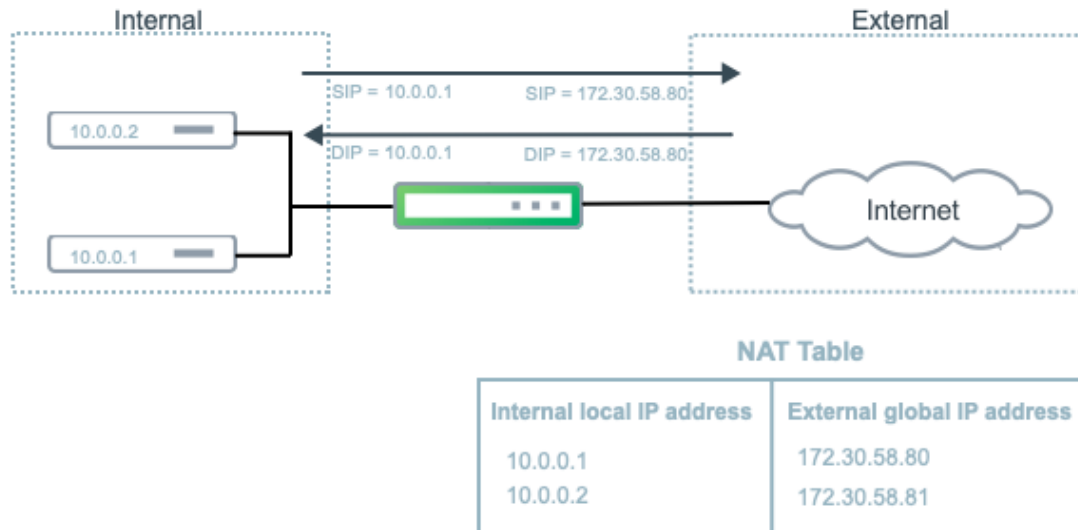 Internal
External
SIP = 10.0.0.1
SIP = 172.30.58.80
10.0.0.2
DIP = 10.0.0.1
DIP = 172.30.58.80
Internet
10.0.0.1
NAT Table
Internal local IP address
External global IP address
10.0.0.1
172.30.58.80
10.0.0.2
172.30.58.81